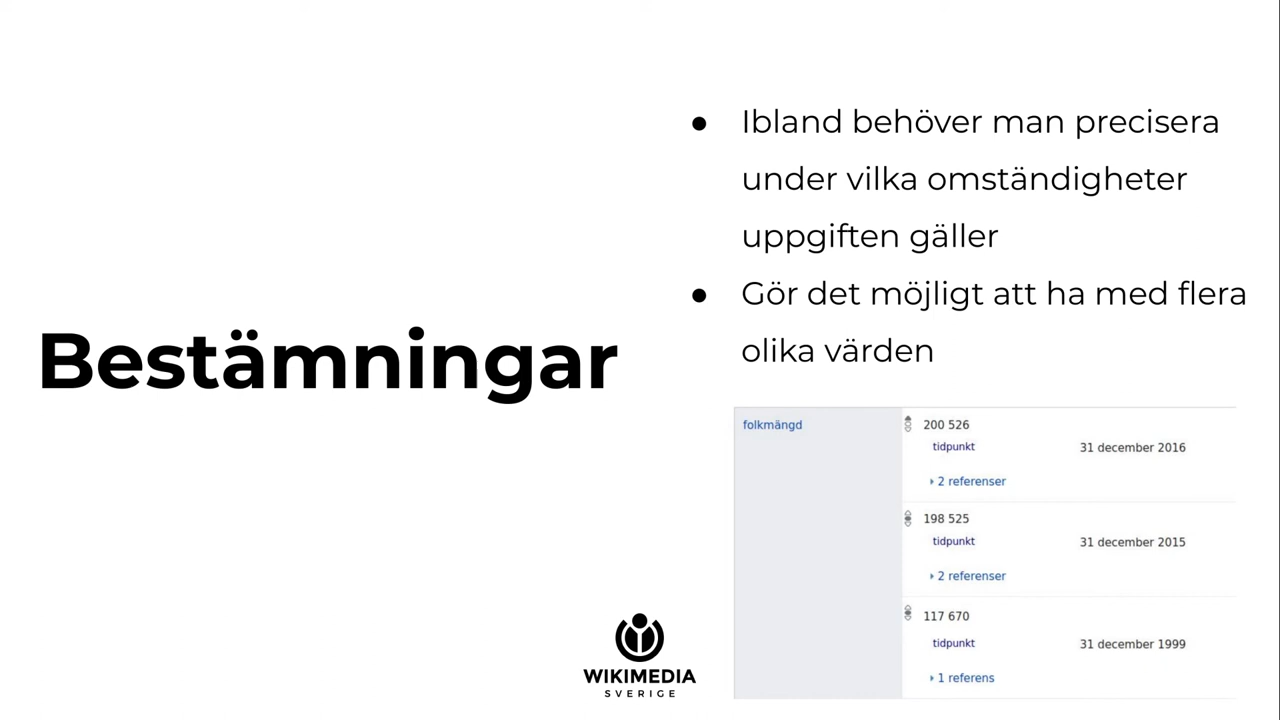 Bestämningar
● Ibland behöver man precisera
under vilka omständigheter
uppgiften gäller
● Gör det möjligt att ha med flera
olika värden
folkmängd
200 526
tidpunkt 31 december 2016
2 referenser
198 525
tidpunkt 31 december 2015
2 referenser
117 670
tidpunkt 31 december 1999
1 referens
WIKIMEDIA
SVERIGE